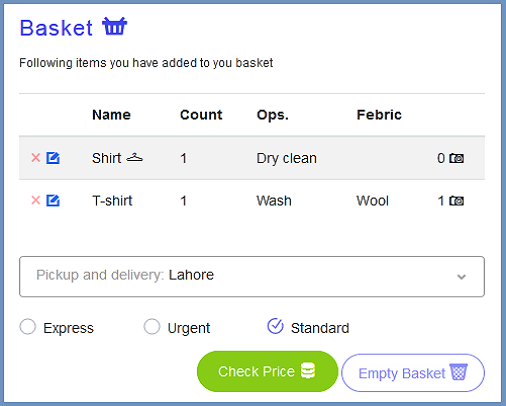 Basket
Following items you have added to you basket
Name Count Ops. Febric
Shirt 1 Dry clean 0
T-shirt 1 Wash Wool 1
Pickup and delivery: Lahore
Express Urgent Standard
Check Price Empty Basket